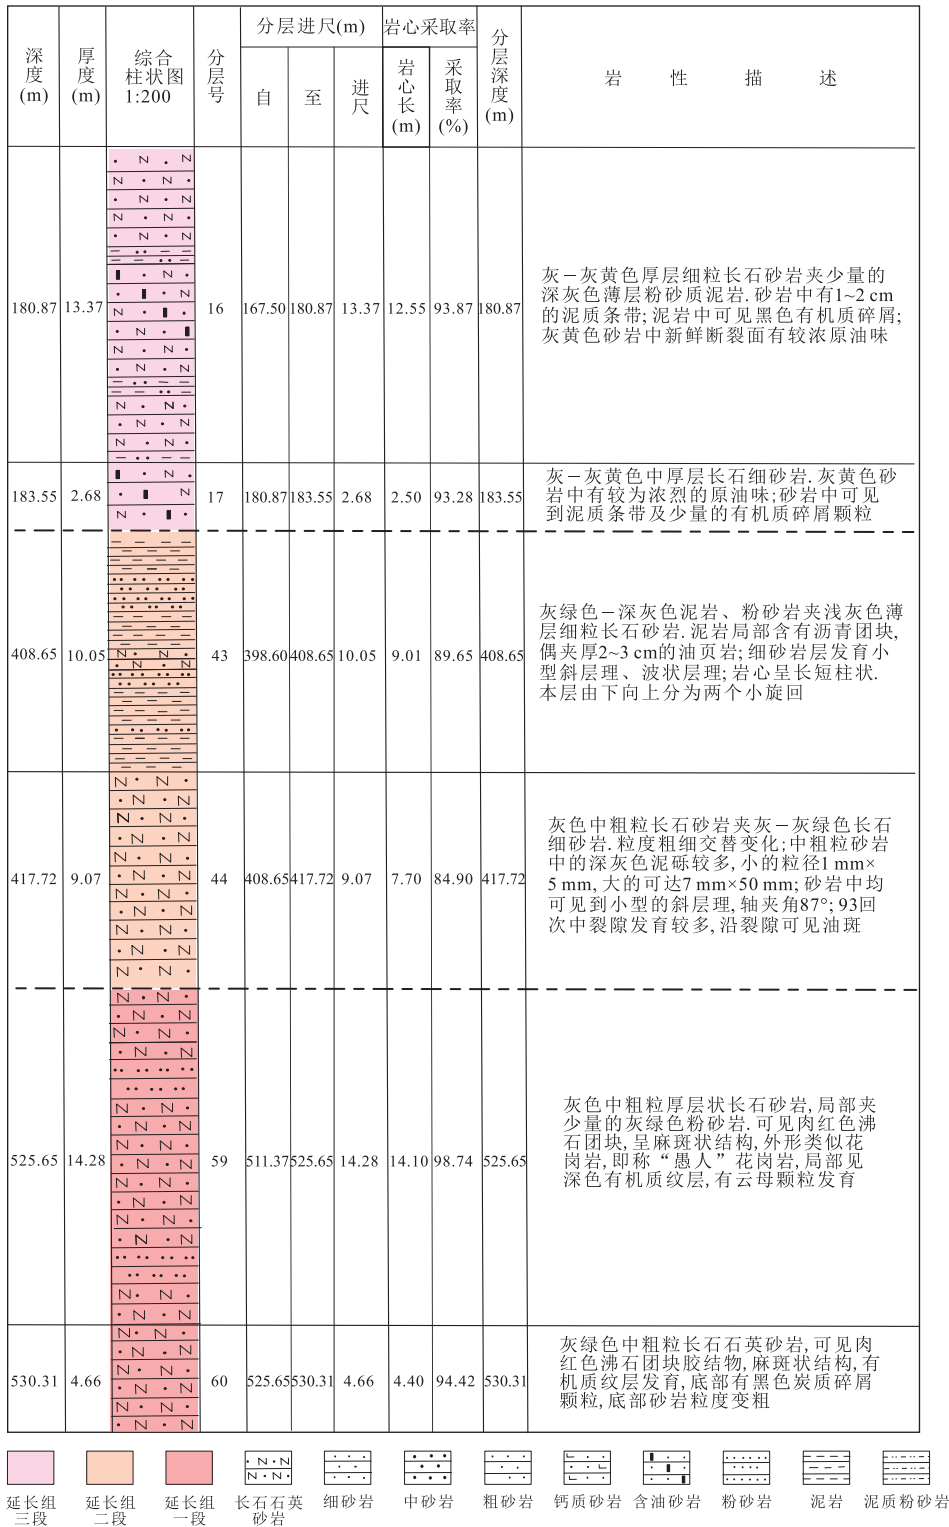 深度(m)
厚度(m)
综合
柱状图
1:200
分层号
分层进尺(m)
自
至
进尺
岩心采取率
岩心长(m)
采取率(%)
分层深度(m)
岩 性 描 述
180.87 13.37 16 167.50 180.87 13.37 12.55 93.87 180.87
灰－灰黄色厚层细粒长石砂岩夹少量的
深灰色薄层粉砂质泥岩. 砂岩中有1~2 cm
的泥质条带; 泥岩中可见黑色有机质碎屑;
灰黄色砂岩中新鲜断裂面有较浓原油味
183.55 2.68 17 180.87 183.55 2.68 2.50 93.28 183.55
灰－灰黄色中厚层长石细砂岩. 灰黄色砂
岩中有较为浓烈的原油味; 砂岩中可见
到泥质条带及少量的有机质碎屑颗粒
408.65 10.05 43 398.60 408.65 10.05 9.01 89.65 408.65
灰绿色－深灰色泥岩、粉砂岩夹浅灰色薄
层细粒长石砂岩. 泥岩局部含有沥青团块,
偶夹厚2~3 cm的油页岩; 细砂岩层发育小
型斜层理、波状层理; 岩心呈长短柱状.
本层由下向上分为两个小旋回
417.72 9.07 44 408.65 417.72 9.07 7.70 84.90 417.72
灰色中粗粒长石砂岩夹灰－灰绿色长石
细砂岩. 粒度粗细交替变化; 中粗粒砂岩
中的深灰色泥砾较多, 小的粒径1 mm×
5 mm, 大的可达7 mm×50 mm; 砂岩中均
可见到小型的斜层理, 轴夹角87°; 93回
次中裂隙发育较多, 沿裂隙可见油斑
525.65 14.28 59 511.37 525.65 14.28 14.10 98.74 525.65
灰色中粗粒厚层状长石砂岩, 局部夹
少量的灰绿色粉砂岩. 可见肉红色沸
石团块, 呈麻斑状结构, 外形类似花
岗岩, 即称“愚人”花岗岩, 局部见
深色有机质纹层, 有云母颗粒发育
530.31 4.66 60 525.65 530.31 4.66 4.40 94.42 530.31
灰绿色中粗粒长石石英砂岩, 可见肉
红色沸石团块胶结物, 麻斑状结构, 有
机质纹层发育, 底部有黑色炭质碎屑
颗粒, 底部砂岩粒度变粗
延长组
三段
延长组
二段
延长组
一段
长石石英
砂岩
细砂岩
中砂岩
粗砂岩
钙质砂岩
含油砂岩
粉砂岩
泥岩
泥质粉砂岩